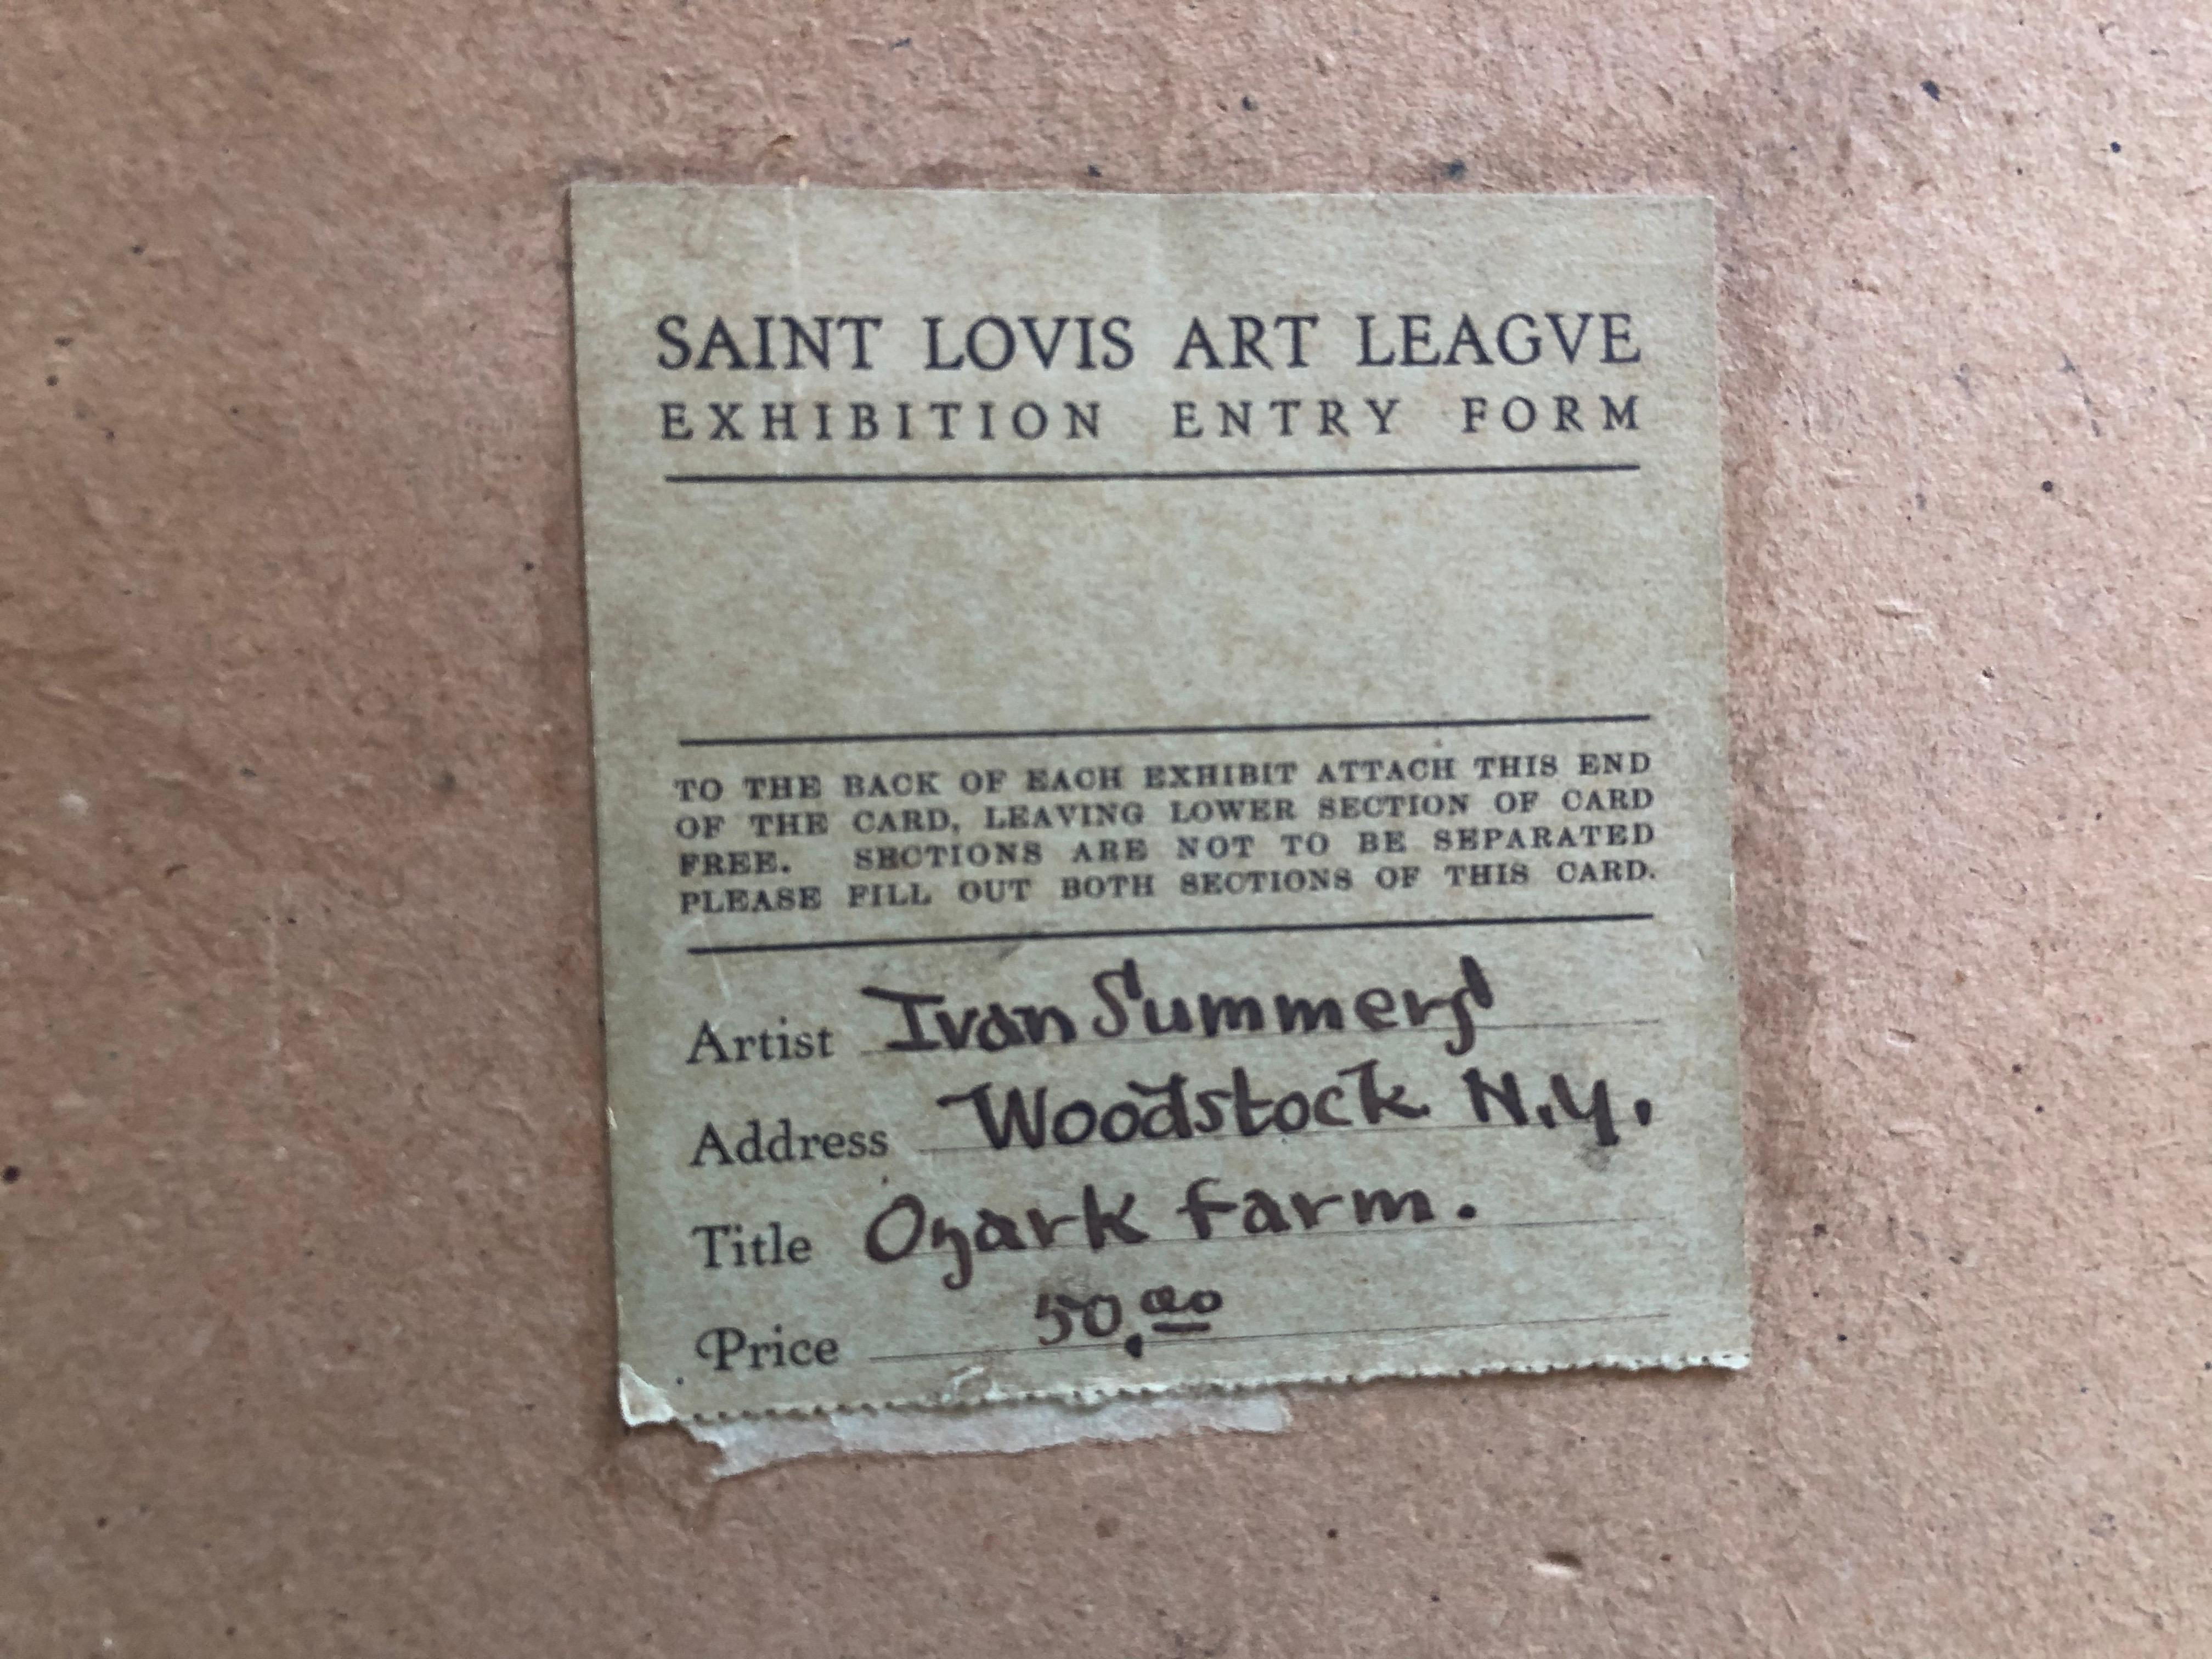 SAINT LOVIS ART LEAGVE
EXHIBITION ENTRY FORM
TO THE BACK OF EACH EXHIBIT ATTACH THIS END
OF THE CARD, LEAVING LOWER SECTION OF CARD
FREE. SECTIONS ARE NOT TO BE SEPARATED
PLEASE FILL OUT BOTH SECTIONS OF THIS CARD.
Artist Ivan Summers
Address Woodstock N.Y.
Title Ozark Farm.
Price 50.00